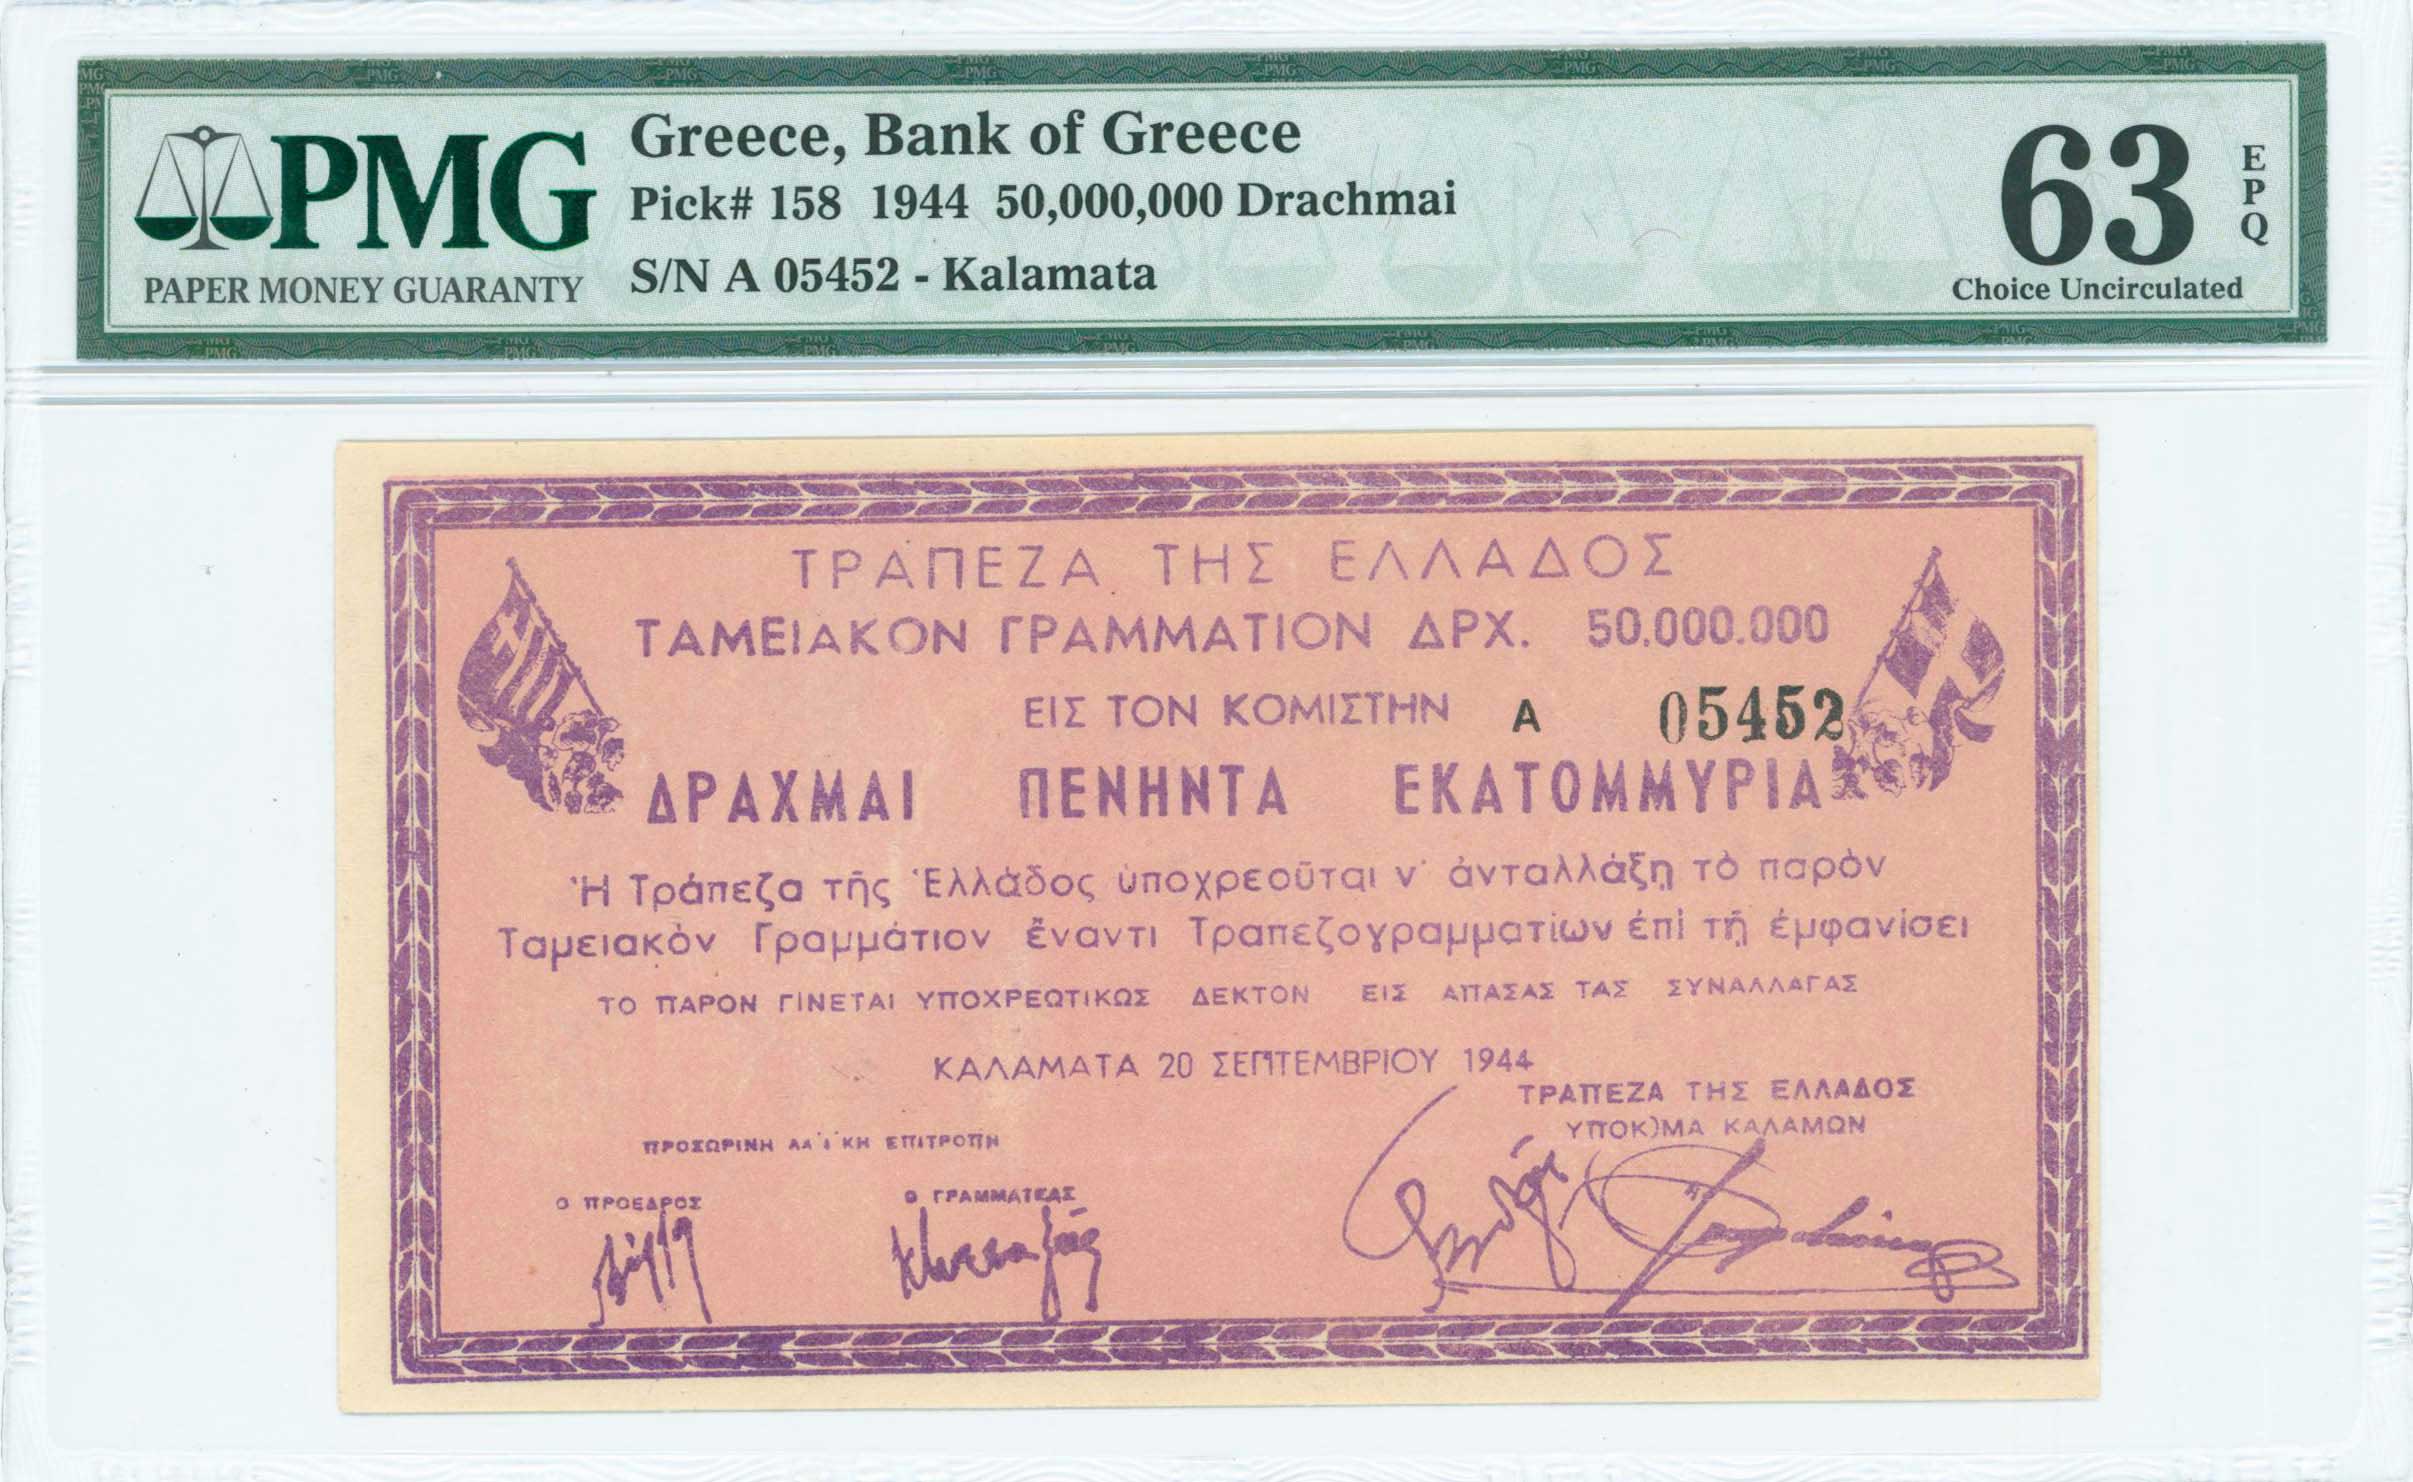 PMG
PAPER MONEY GUARANTY
Greece, Bank of Greece
Pick# 158 1944 50,000,000 Drachmai
S/N A 05452 - Kalamata
63
EPQ
Choice Uncirculated
ΤΡΑΠΕΖΑ ΤΗΣ ΕΛΛΑΔΟΣ
ΤΑΜΕΙΑΚΟΝ ΓΡΑΜΜΑΤΙΟΝ ΔΡΧ. 50.000.000
ΕΙΣ ΤΟΝ ΚΟΜΙΣΤΗΝ Α 05452
ΔΡΑΧΜΑΙ ΠΕΝΗΝΤΑ ΕΚΑΤΟΜΜΥΡΙΑ
Ἡ Τράπεζα τῆς Ἑλλάδος ὑποχρεοῦται ν' ἀνταλλάξῃ τὸ παρὸν
Ταμειακὸν Γραμμάτιον ἔναντι Τραπεζογραμματίων ἐπὶ τῇ ἐμφανίσει
ΤΟ ΠΑΡΟΝ ΓΙΝΕΤΑΙ ΥΠΟΧΡΕΩΤΙΚΩΣ ΔΕΚΤΟΝ ΕΙΣ ΑΠΑΣΑΣ ΤΑΣ ΣΥΝΑΛΛΑΓΑΣ
ΚΑΛΑΜΑΤΑ 20 ΣΕΠΤΕΜΒΡΙΟΥ 1944
ΤΡΑΠΕΖΑ ΤΗΣ ΕΛΛΑΔΟΣ
ΥΠΟΚ)ΜΑ ΚΑΛΑΜΩΝ
ΠΡΟΣΩΡΙΝΗ ΛΑΪΚΗ ΕΠΙΤΡΟΠΗ
Ο ΠΡΟΕΔΡΟΣ
Ο ΓΡΑΜΜΑΤΕΑΣ